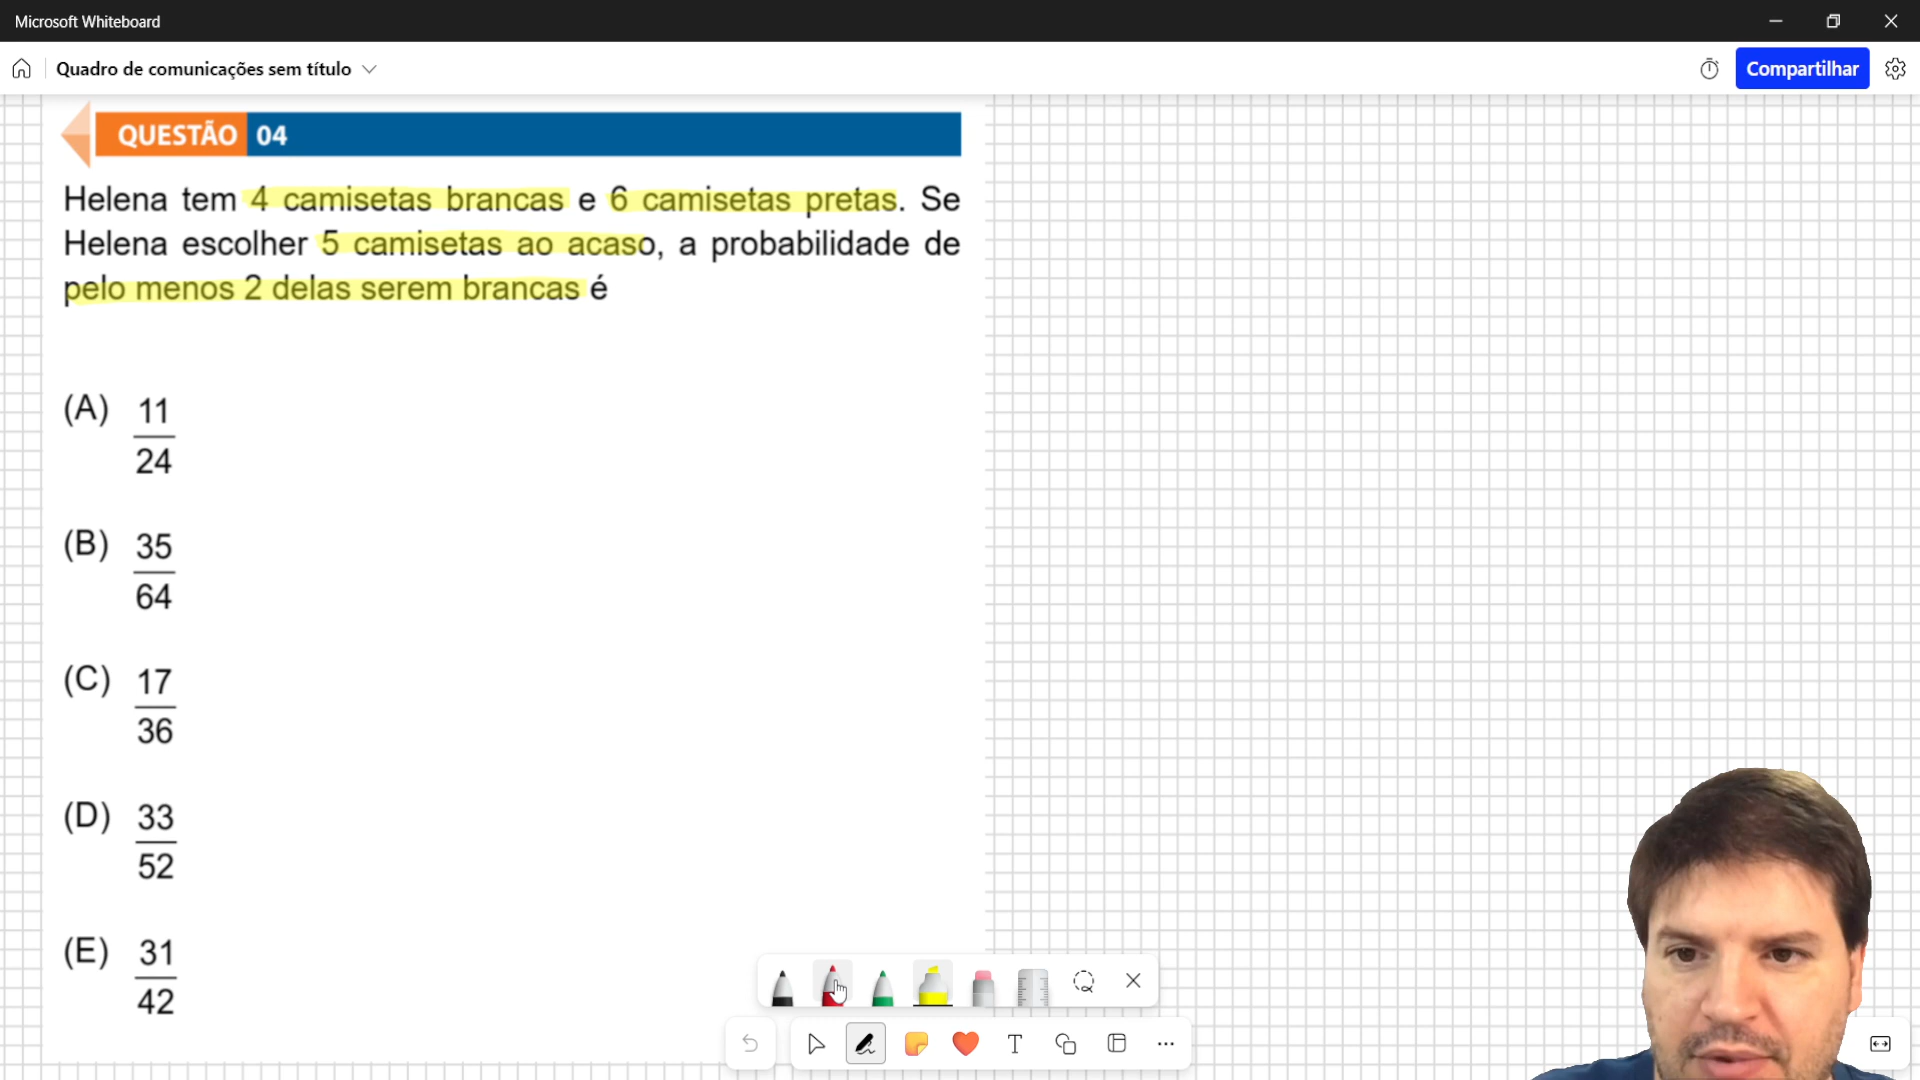 Microsoft Whiteboard
Quadro de comunicações sem título
Compartilhar
QUESTÃO 04
Helena tem 4 camisetas brancas e 6 camisetas pretas. Se
Helena escolher 5 camisetas ao acaso, a probabilidade de
pelo menos 2 delas serem brancas é
(A) 11
24
(B) 35
64
(C) 17
36
(D) 33
52
(E) 31
42